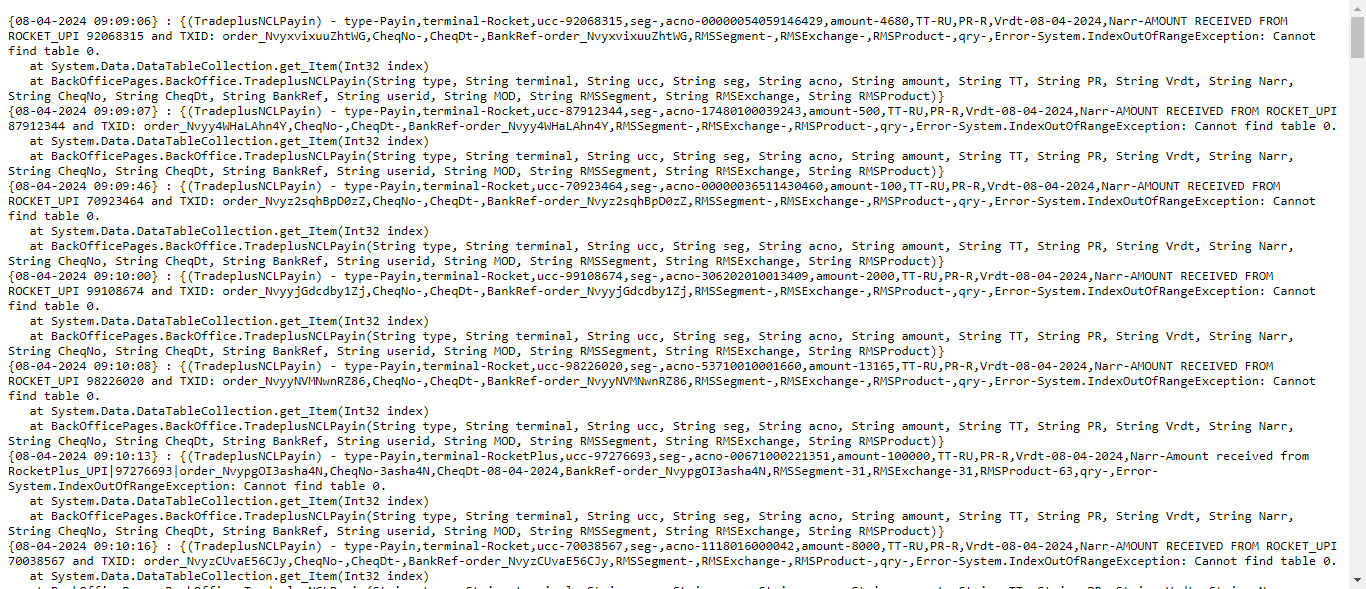 {08-04-2024 09:09:06} : {(TradeplusNCLPayin) - type-Payin,terminal-Rocket,ucc-92068315,seg-,acno-00000054059146429,amount-4680,TT-RU,PR-R,Vrdt-08-04-2024,Narr-AMOUNT RECEIVED FROM
ROCKET_UPI 92068315 and TXID: order_NvyxvixuuZhtWG,CheqNo-,CheqDt-,BankRef-order_NvyxvixuuZhtWG,RMSSegment-,RMSExchange-,RMSProduct-,qry-,Error-System.IndexOutOfRangeException: Cannot
find table 0.
at System.Data.DataTableCollection.get_Item(Int32 index)
at BackOfficePages.BackOffice.TradeplusNCLPayin(String type, String terminal, String ucc, String seg, String acno, String amount, String TT, String PR, String Vrdt, String Narr,
String CheqNo, String CheqDt, String BankRef, String userid, String MOD, String RMSSegment, String RMSExchange, String RMSProduct)}
{08-04-2024 09:09:07} : {(TradeplusNCLPayin) - type-Payin,terminal-Rocket,ucc-87912344,seg-,acno-17480100039243,amount-500,TT-RU,PR-R,Vrdt-08-04-2024,Narr-AMOUNT RECEIVED FROM ROCKET_UPI
87912344 and TXID: order_Nvyy4WHaLAhn4Y,CheqNo-,CheqDt-,BankRef-order_Nvyy4WHaLAhn4Y,RMSSegment-,RMSExchange-,RMSProduct-,qry-,Error-System.IndexOutOfRangeException: Cannot find table 0.
at System.Data.DataTableCollection.get_Item(Int32 index)
at BackOfficePages.BackOffice.TradeplusNCLPayin(String type, String terminal, String ucc, String seg, String acno, String amount, String TT, String PR, String Vrdt, String Narr,
String CheqNo, String CheqDt, String BankRef, String userid, String MOD, String RMSSegment, String RMSExchange, String RMSProduct)}
{08-04-2024 09:09:46} : {(TradeplusNCLPayin) - type-Payin,terminal-Rocket,ucc-70923464,seg-,acno-00000036511430460,amount-100,TT-RU,PR-R,Vrdt-08-04-2024,Narr-AMOUNT RECEIVED FROM
ROCKET_UPI 70923464 and TXID: order_Nvyz2sqhBpD0zZ,CheqNo-,CheqDt-,BankRef-order_Nvyz2sqhBpD0zZ,RMSSegment-,RMSExchange-,RMSProduct-,qry-,Error-System.IndexOutOfRangeException: Cannot
find table 0.
at System.Data.DataTableCollection.get_Item(Int32 index)
at BackOfficePages.BackOffice.TradeplusNCLPayin(String type, String terminal, String ucc, String seg, String acno, String amount, String TT, String PR, String Vrdt, String Narr,
String CheqNo, String CheqDt, String BankRef, String userid, String MOD, String RMSSegment, String RMSExchange, String RMSProduct)}
{08-04-2024 09:10:00} : {(TradeplusNCLPayin) - type-Payin,terminal-Rocket,ucc-99108674,seg-,acno-306202010013409,amount-2000,TT-RU,PR-R,Vrdt-08-04-2024,Narr-AMOUNT RECEIVED FROM
ROCKET_UPI 99108674 and TXID: order_NvyyjGdcdby1Zj,CheqNo-,CheqDt-,BankRef-order_NvyyjGdcdby1Zj,RMSSegment-,RMSExchange-,RMSProduct-,qry-,Error-System.IndexOutOfRangeException: Cannot
find table 0.
at System.Data.DataTableCollection.get_Item(Int32 index)
at BackOfficePages.BackOffice.TradeplusNCLPayin(String type, String terminal, String ucc, String seg, String acno, String amount, String TT, String PR, String Vrdt, String Narr,
String CheqNo, String CheqDt, String BankRef, String userid, String MOD, String RMSSegment, String RMSExchange, String RMSProduct)}
{08-04-2024 09:10:08} : {(TradeplusNCLPayin) - type-Payin,terminal-Rocket,ucc-98226020,seg-,acno-53710010001660,amount-13165,TT-RU,PR-R,Vrdt-08-04-2024,Narr-AMOUNT RECEIVED FROM
ROCKET_UPI 98226020 and TXID: order_NvyyNVMNwnRZ86,CheqNo-,CheqDt-,BankRef-order_NvyyNVMNwnRZ86,RMSSegment-,RMSExchange-,RMSProduct-,qry-,Error-System.IndexOutOfRangeException: Cannot
find table 0.
at System.Data.DataTableCollection.get_Item(Int32 index)
at BackOfficePages.BackOffice.TradeplusNCLPayin(String type, String terminal, String ucc, String seg, String acno, String amount, String TT, String PR, String Vrdt, String Narr,
String CheqNo, String CheqDt, String BankRef, String userid, String MOD, String RMSSegment, String RMSExchange, String RMSProduct)}
{08-04-2024 09:10:13} : {(TradeplusNCLPayin) - type-Payin,terminal-RocketPlus,ucc-97276693,seg-,acno-00671000221351,amount-100000,TT-RU,PR-R,Vrdt-08-04-2024,Narr-Amount received from
RocketPlus_UPI|97276693|order_NvypgOI3asha4N,CheqNo-3asha4N,CheqDt-08-04-2024,BankRef-order_NvypgOI3asha4N,RMSSegment-31,RMSExchange-31,RMSProduct-63,qry-,Error-
System.IndexOutOfRangeException: Cannot find table 0.
at System.Data.DataTableCollection.get_Item(Int32 index)
at BackOfficePages.BackOffice.TradeplusNCLPayin(String type, String terminal, String ucc, String seg, String acno, String amount, String TT, String PR, String Vrdt, String Narr,
String CheqNo, String CheqDt, String BankRef, String userid, String MOD, String RMSSegment, String RMSExchange, String RMSProduct)}
{08-04-2024 09:10:16} : {(TradeplusNCLPayin) - type-Payin,terminal-Rocket,ucc-70038567,seg-,acno-1118016000042,amount-8000,TT-RU,PR-R,Vrdt-08-04-2024,Narr-AMOUNT RECEIVED FROM ROCKET_UPI
70038567 and TXID: order_NvyzCUvaE56CJy,CheqNo-,CheqDt-,BankRef-order_NvyzCUvaE56CJy,RMSSegment-,RMSExchange-,RMSProduct-,qry-,Error-System.IndexOutOfRangeException: Cannot find table 0.
at System.Data.DataTableCollection.get_Item(Int32 index)